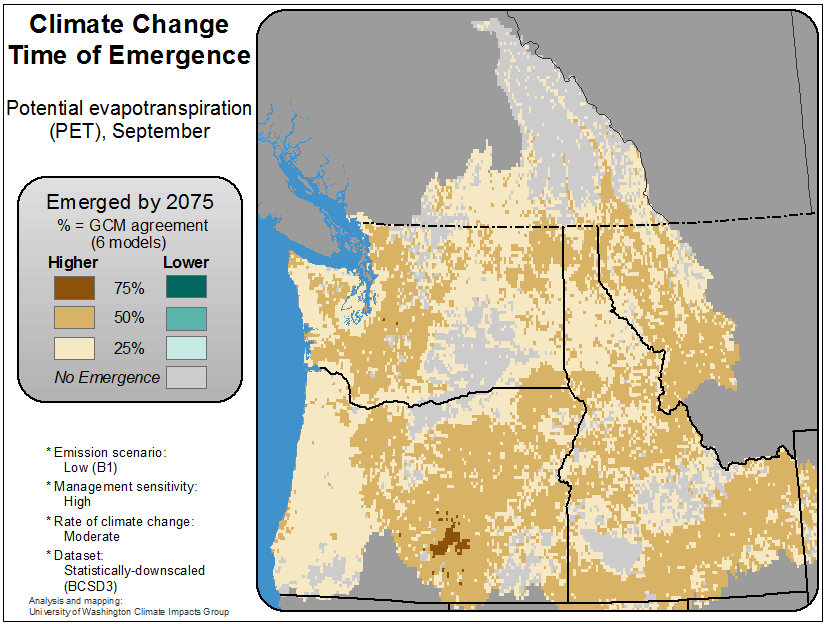 Climate Change
Time of Emergence
Potential evapotranspiration
(PET), September
Emerged by 2075
% = GCM agreement
(6 models)
Higher Lower
75%
50%
25%
No Emergence
* Emission scenario:
Low (B1)
* Management sensitivity:
High
* Rate of climate change:
Moderate
* Dataset:
Statistically-downscaled
(BCSD3)
Analysis and mapping:
University of Washington Climate Impacts Group